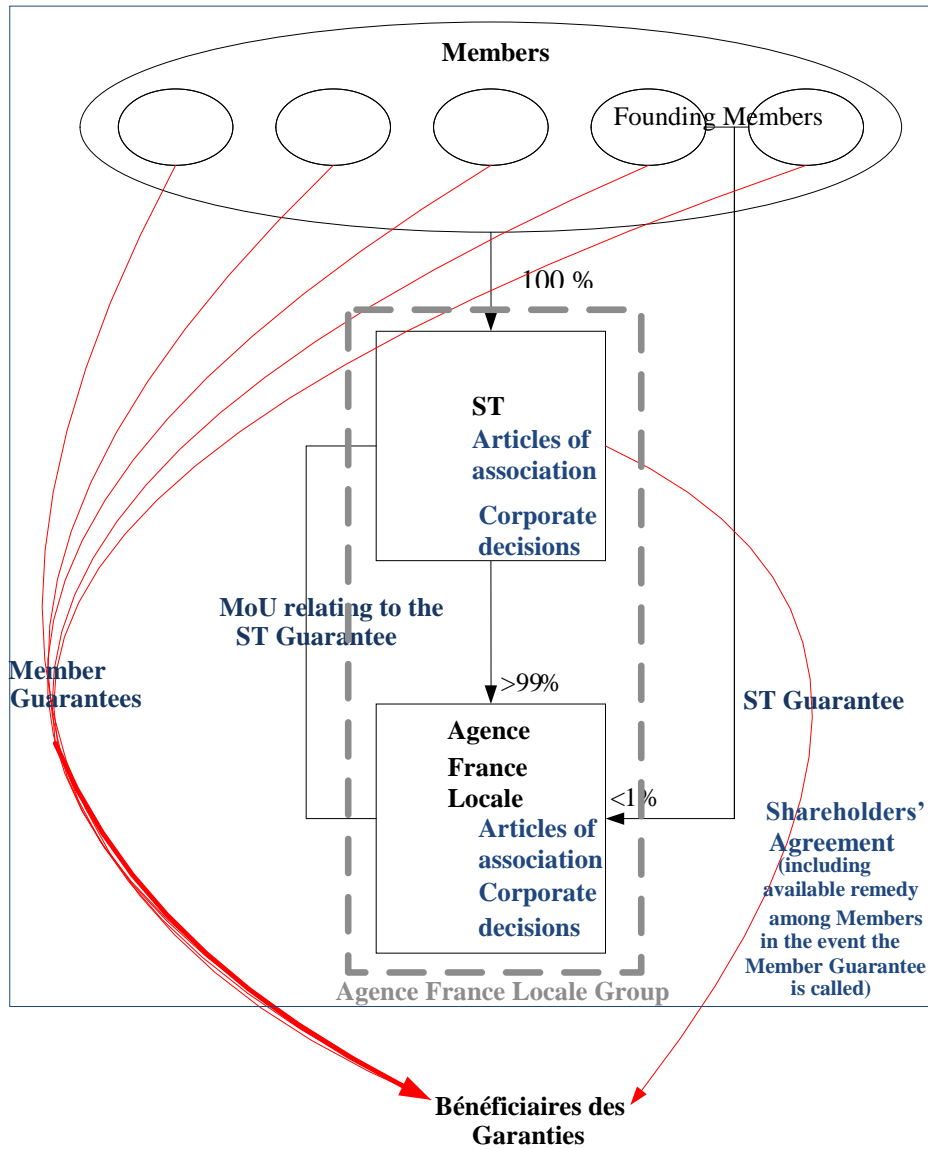 Members
Founding Members
100 %
ST
Articles of
association
Corporate
decisions
MoU relating to the
ST Guarantee
Member
Guarantees
>99%
ST Guarantee
Agence
France
Locale
<1%
Articles of
association
Corporate
decisions
Shareholders’
Agreement
(including
available remedy
among Members
in the event the
Member Guarantee
is called)
Agence France Locale Group
Bénéficiaires des
Garanties